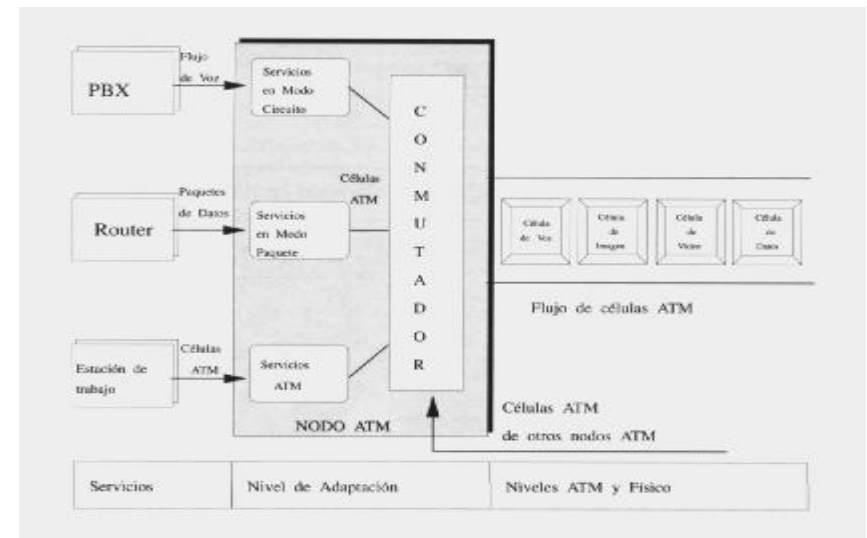 PBX
Flujo
de Voz
Servicios
en Modo
Circuito
Router
Paquetes
de Datos
Servicios
en Modo
Paquete
Estación de
trabajo
Células
ATM
Servicios
ATM
Células
ATM
C
O
N
M
U
T
A
D
O
R
NODO ATM
Célula
de Voz
Célula
de
Imagen
Célula
de
Video
Célula
de
Datos
Flujo de células ATM
Células ATM
de otros nodos ATM
Servicios
Nivel de Adaptación
Niveles ATM y Físico